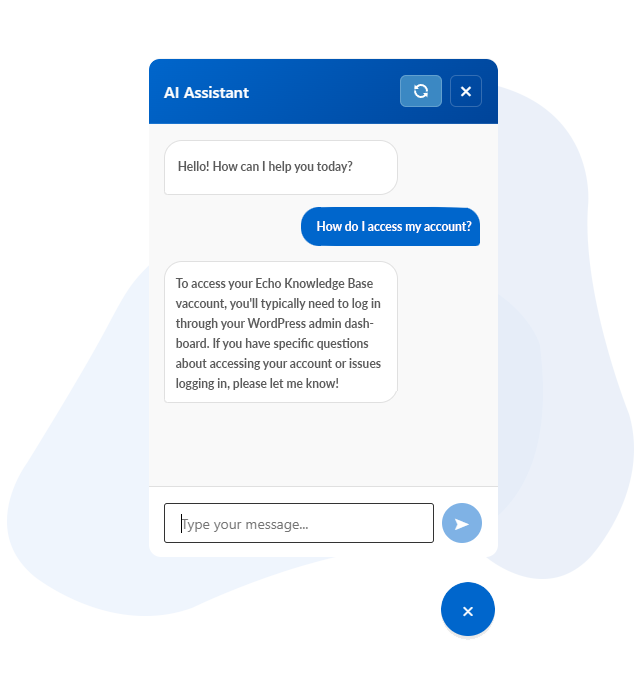 AI Assistant
Hello! How can I help you today?
How do I access my account?
To access your Echo Knowledge Base
vaccount, you'll typically need to log in
through your WordPress admin dash-
board. If you have specific questions
about accessing your account or issues
logging in, please let me know!
Type your message...